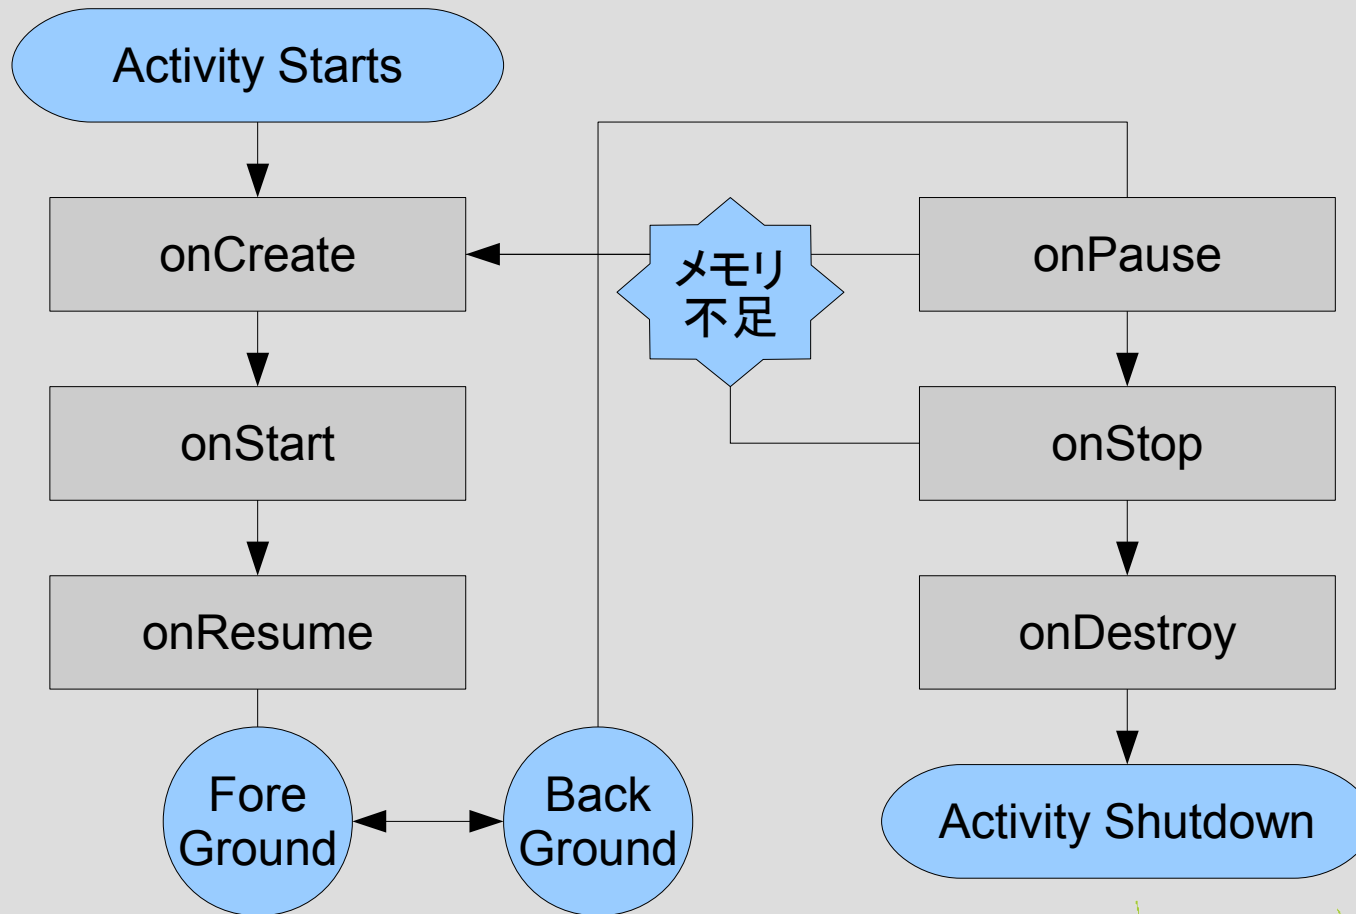 Activity Starts
onCreate
メモリ
不足
onPause
onStart
onStop
onResume
onDestroy
Fore
Ground
Back
Ground
Activity Shutdown